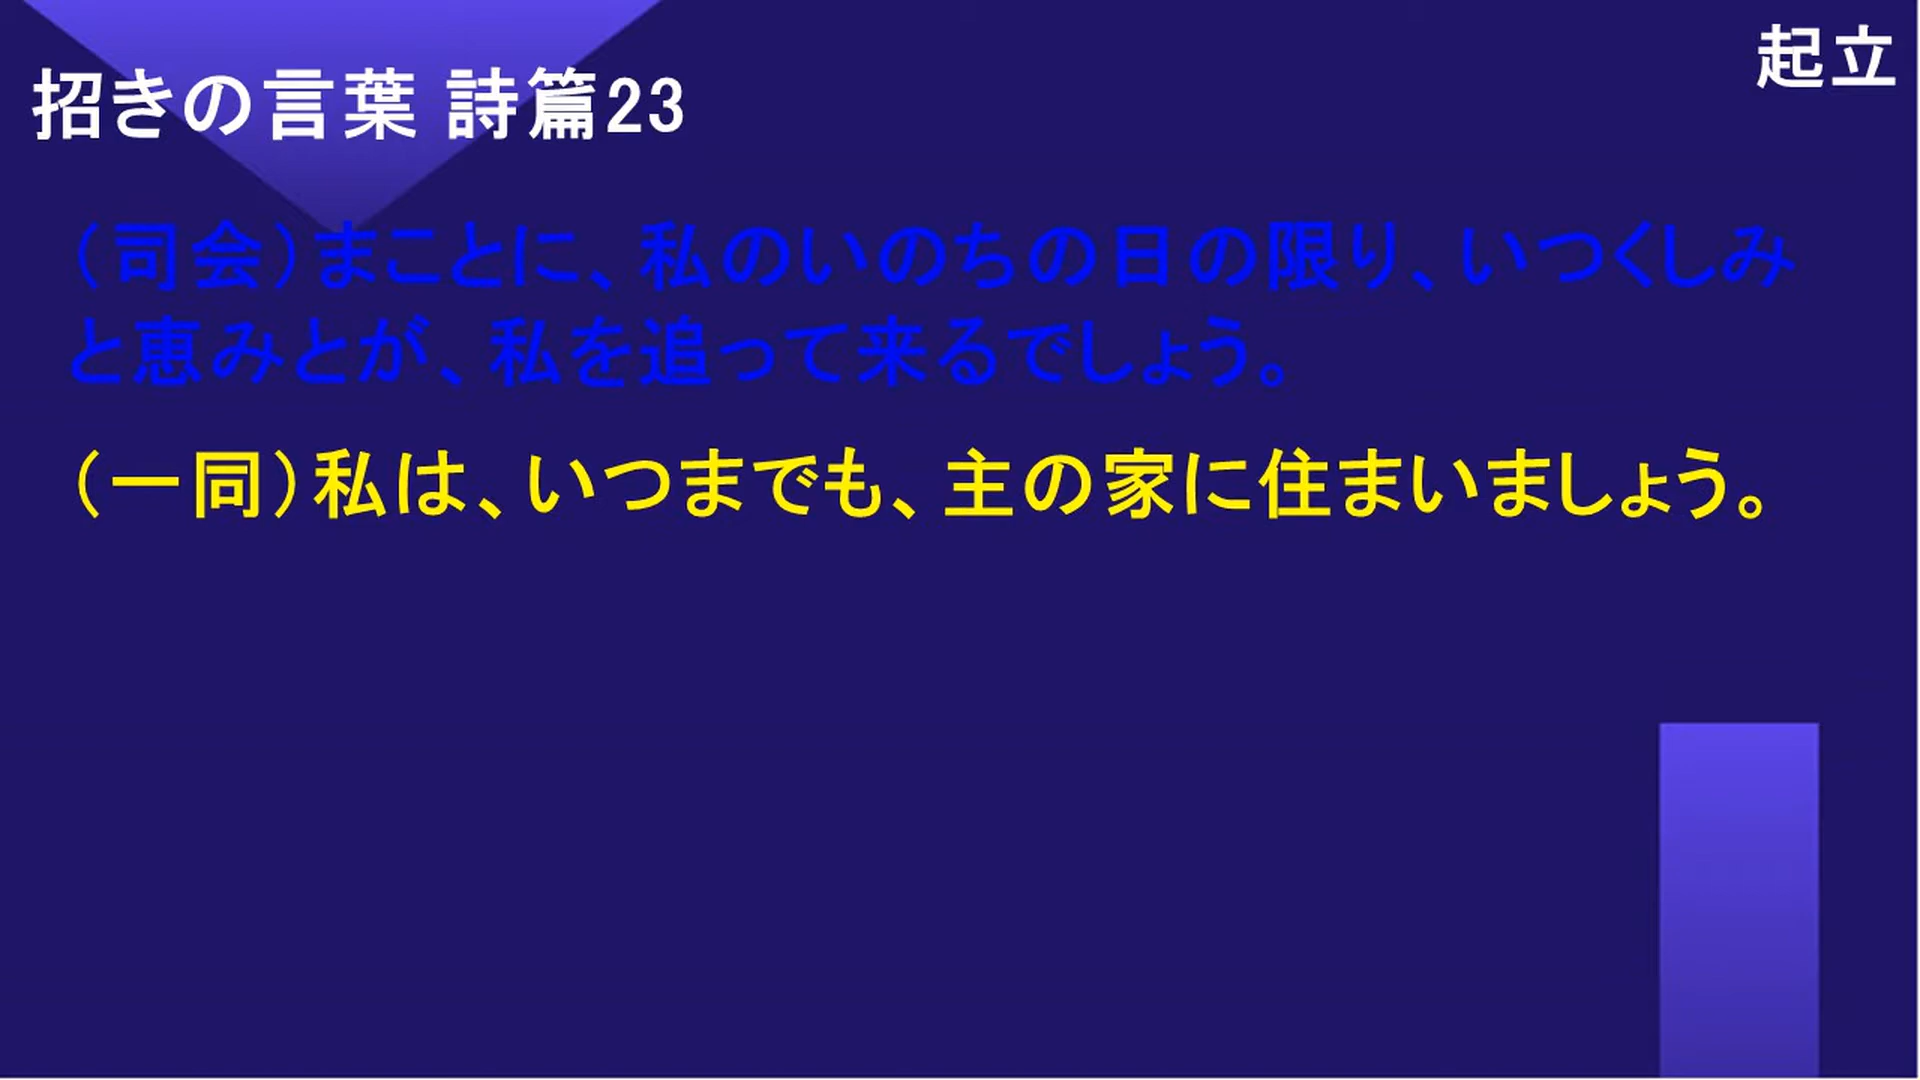 起立
招きの言葉 詩篇23
（司会）まことに、私のいのちの日の限り、いつくしみ
と恵みとが、私を追って来るでしょう。
（一同）私は、いつまでも、主の家に住まいましょう。